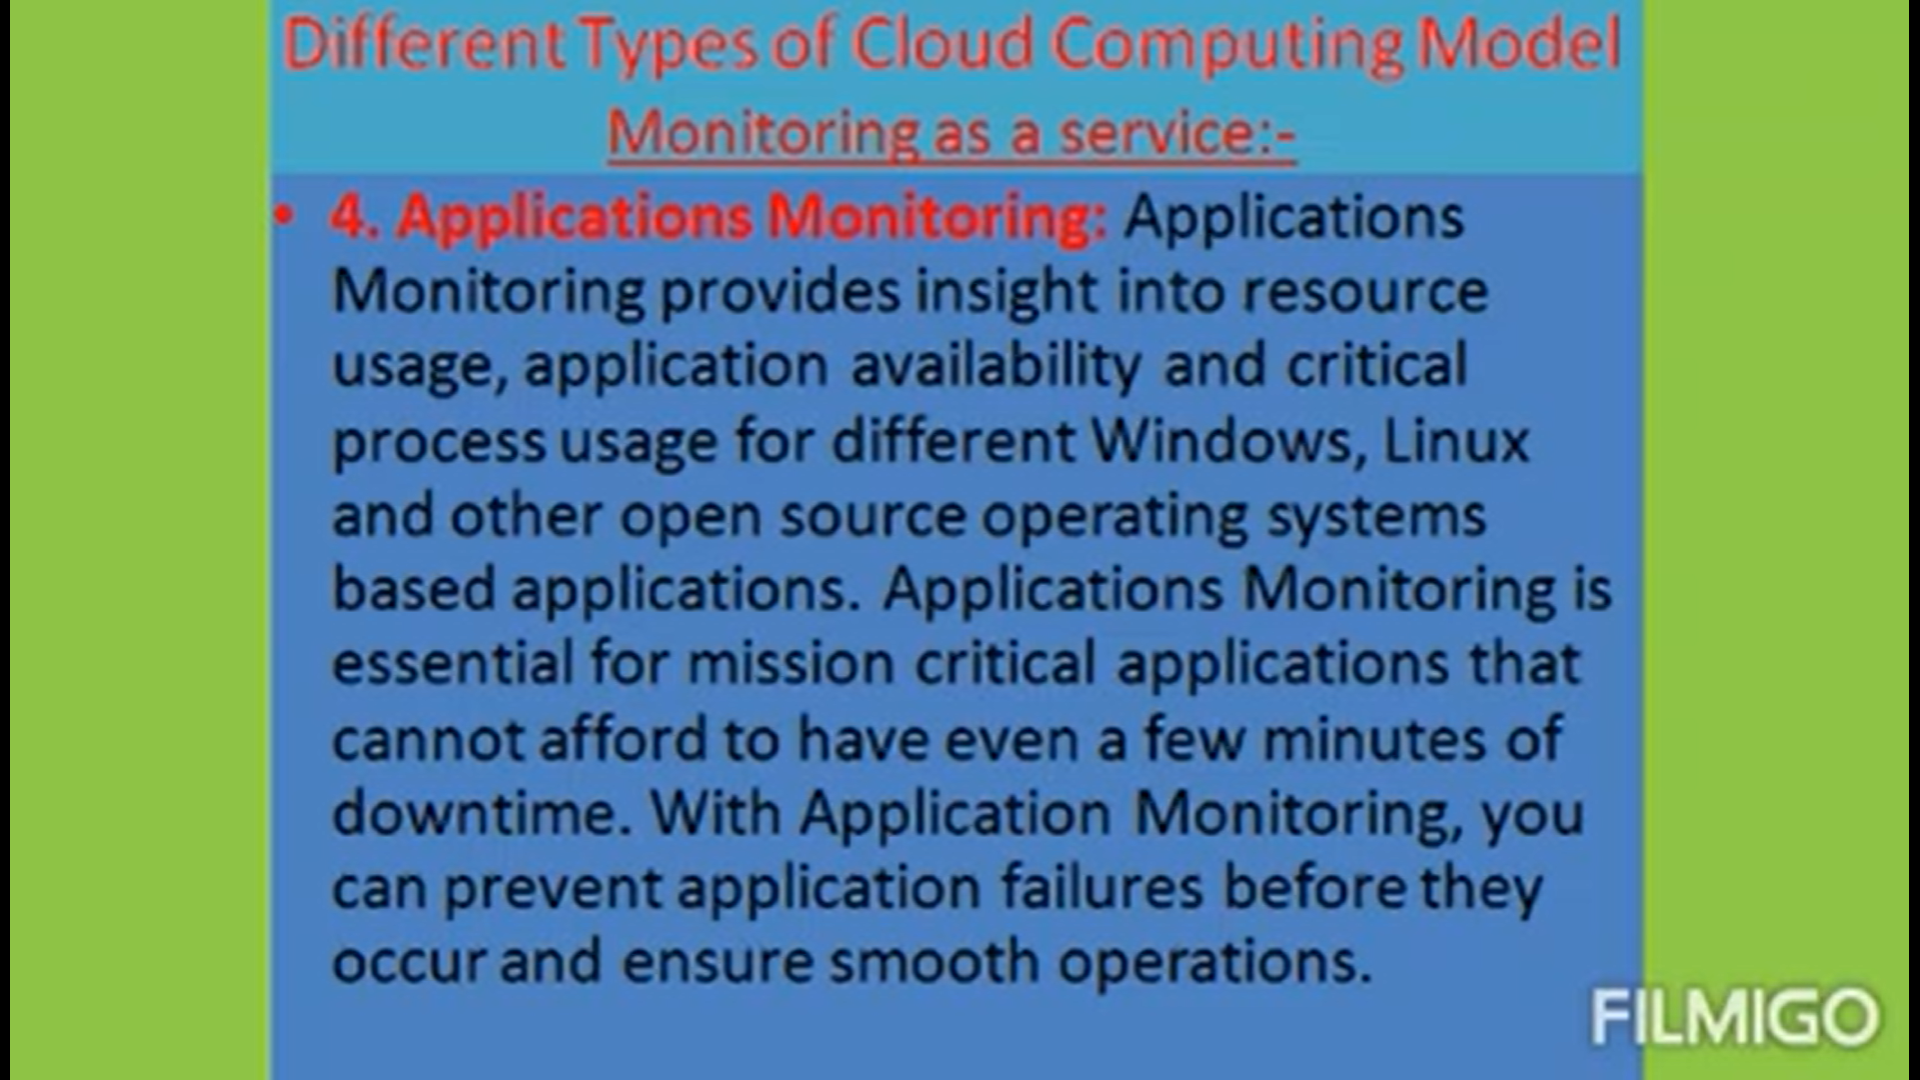 Different Types of Cloud Computing Model
Monitoring as a service:-
• 4. Applications Monitoring: Applications
Monitoring provides insight into resource
usage, application availability and critical
process usage for different Windows, Linux
and other open source operating systems
based applications. Applications Monitoring is
essential for mission critical applications that
cannot afford to have even a few minutes of
downtime. With Application Monitoring, you
can prevent application failures before they
occur and ensure smooth operations.
FILMIGO